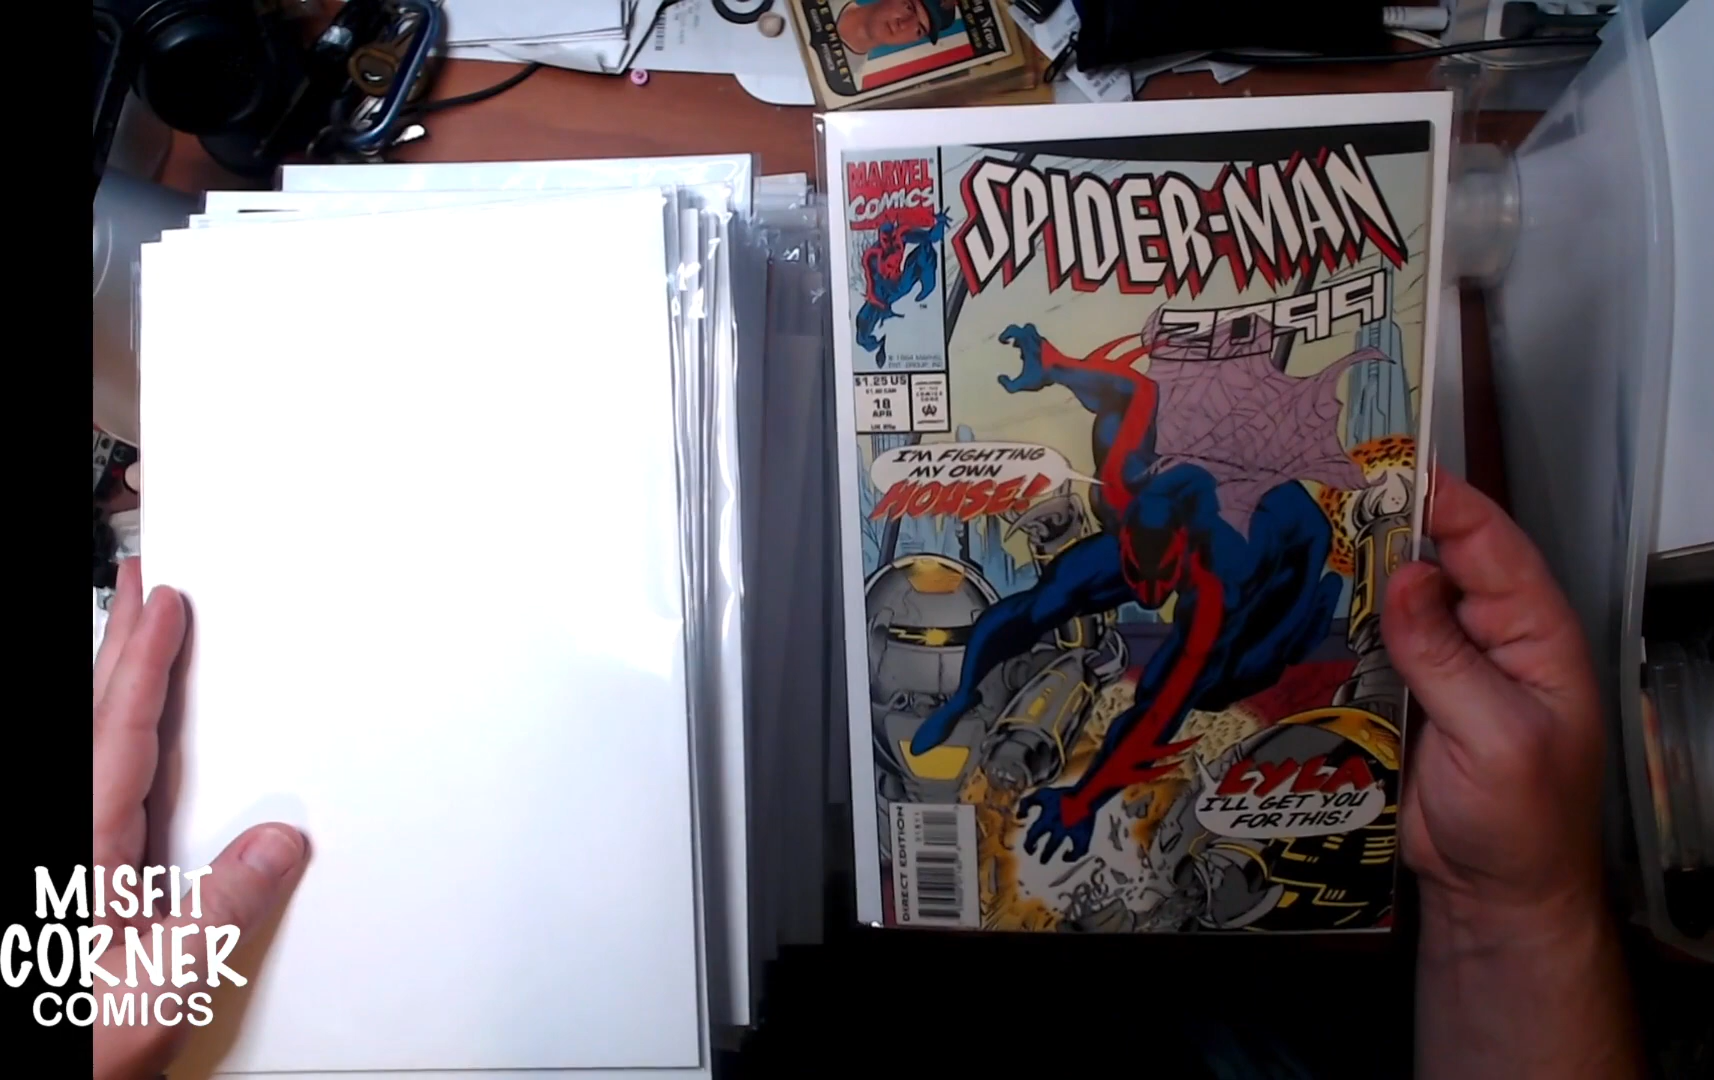 MARVEL
COMICS
SPIDER-MAN
2099
$1.25 US
18
APR
I'M FIGHTING
MY OWN
HOUSE!
LYLA
I'LL GET YOU
FOR THIS!
DIRECT EDITION
MISFIT
CORNER
COMICS